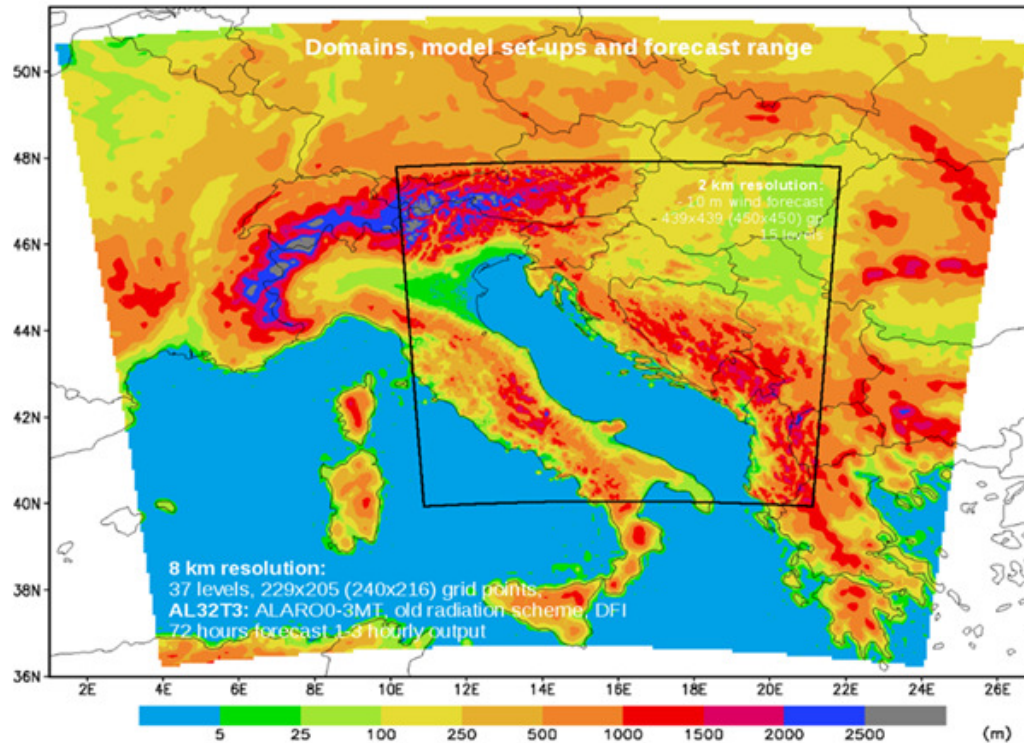 Domains, model set-ups and forecast range
50N
48N
46N
44N
42N
40N
38N
36N
2 km resolution:
- 10 m wind forecast
- 439x439 (450x450) gp
15 levels
8 km resolution:
37 levels, 229x205 (240x216) grid points,
AL32T3: ALARO0-3MT, old radiation scheme, DFI
72 hours forecast 1-3 hourly output
2E 4E 6E 8E 10E 12E 14E 16E 18E 20E 22E 24E 26E
5 25 100 250 500 1000 1500 2000 2500 (m)